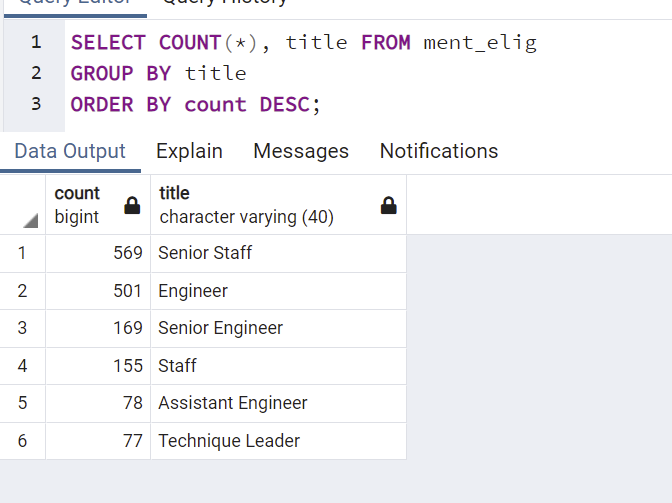 Query Editor Query History
1 SELECT COUNT(*), title FROM ment_elig
2 GROUP BY title
3 ORDER BY count DESC;
Data Output Explain Messages Notifications
count title
bigint character varying (40)
1 569 Senior Staff
2 501 Engineer
3 169 Senior Engineer
4 155 Staff
5 78 Assistant Engineer
6 77 Technique Leader